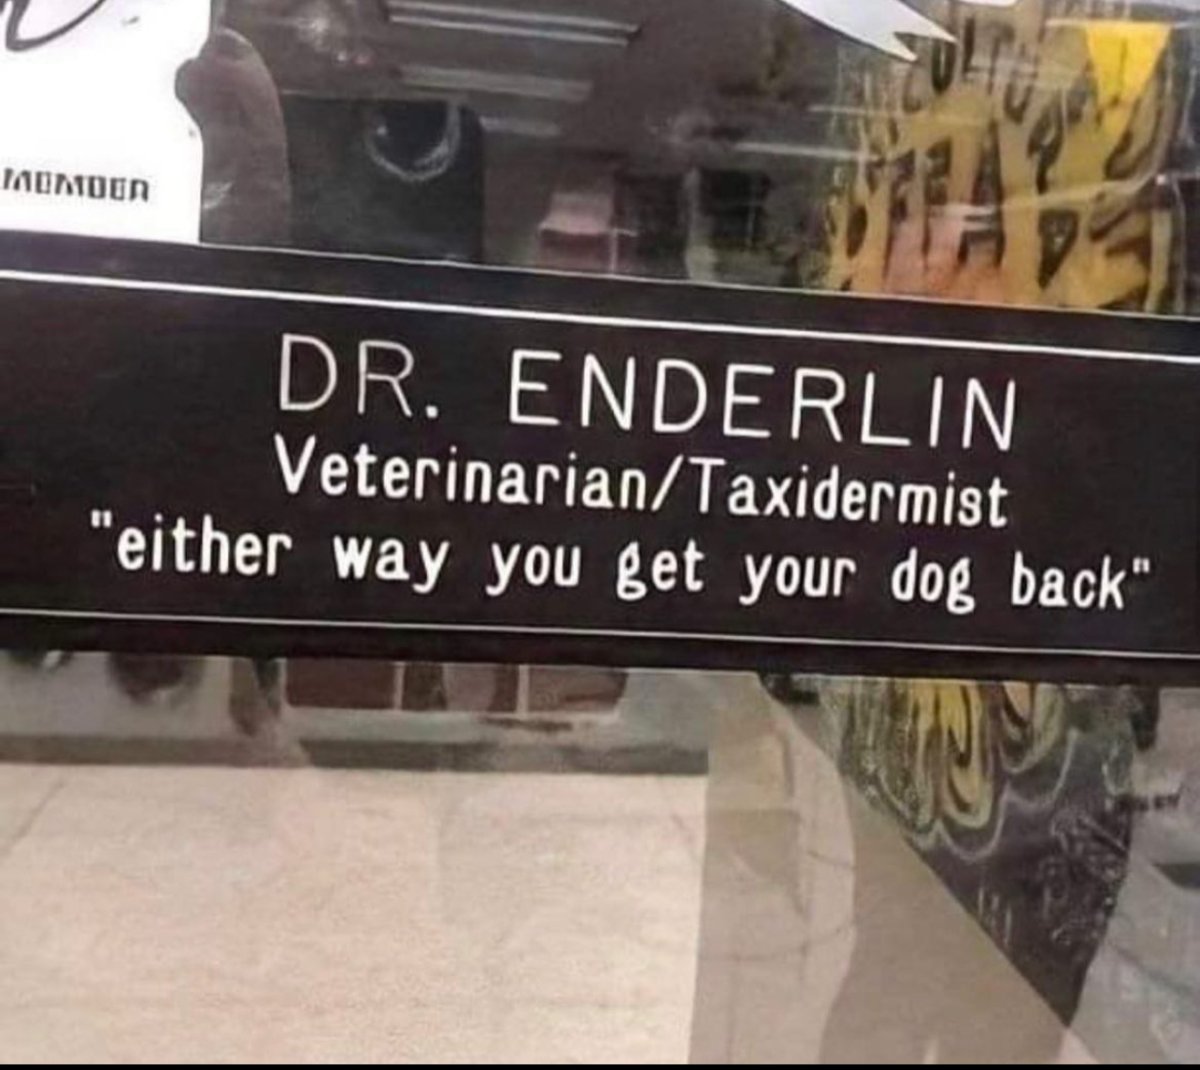 DR. ENDERLIN
Veterinarian/Taxidermist
"either way you get your dog back"